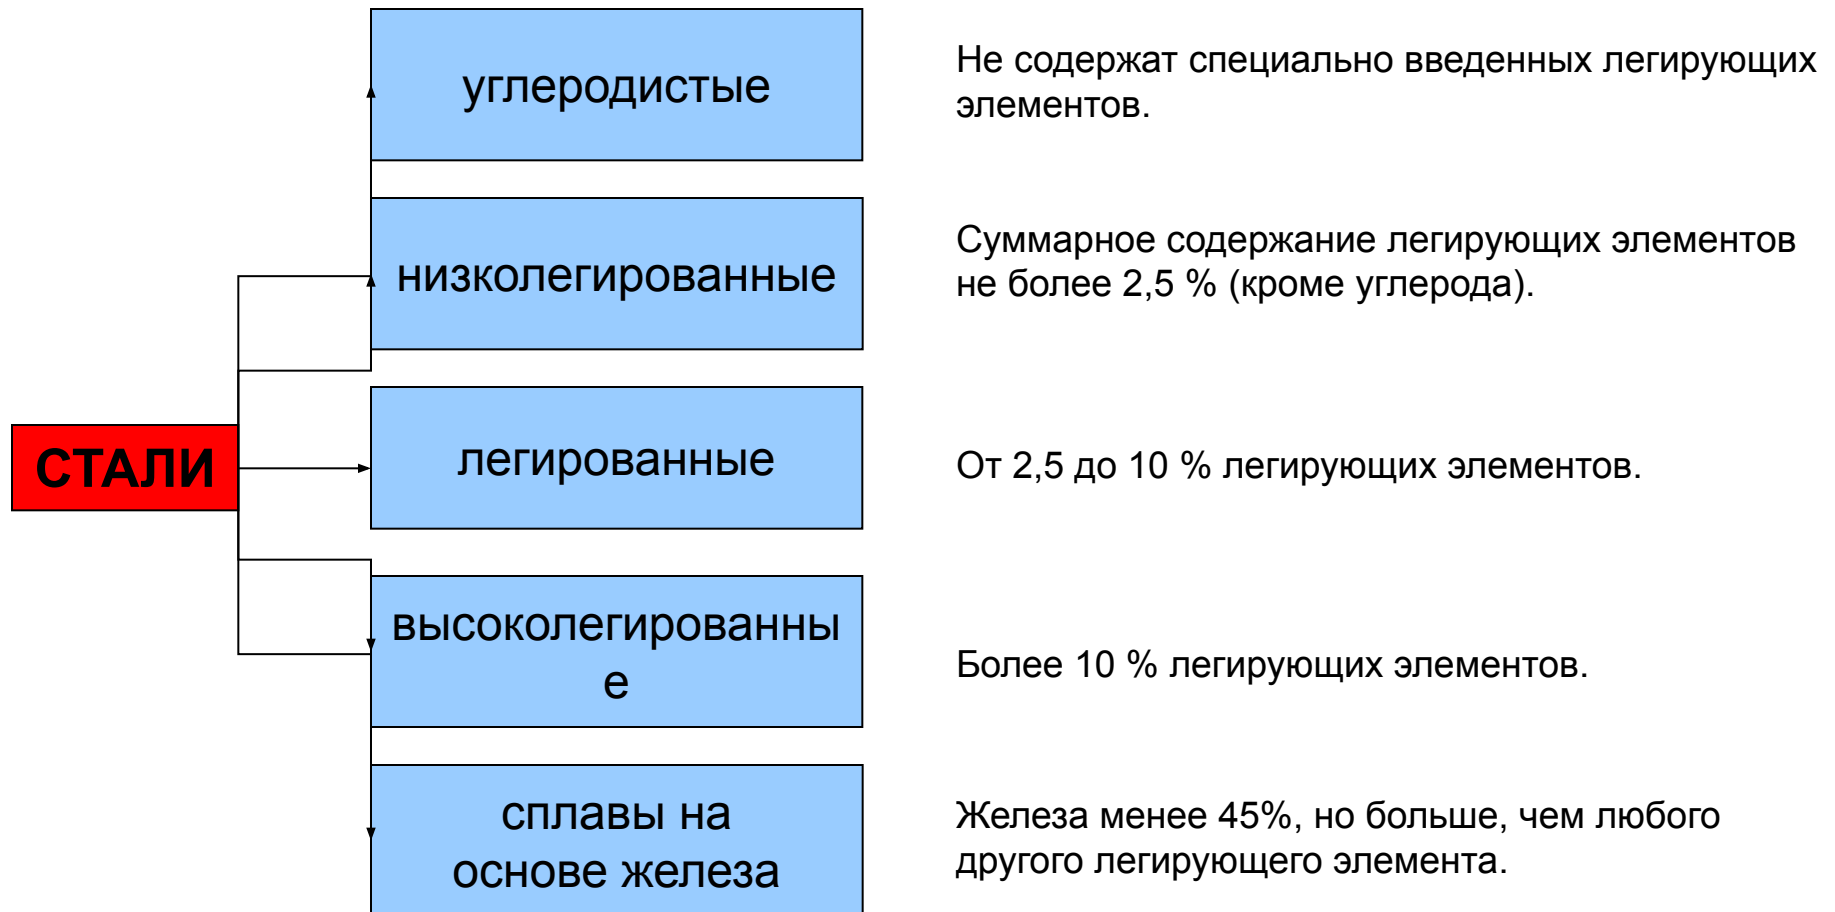 углеродистые
Не содержат специально введенных легирующих
элементов.
низколегированные
Суммарное содержание легирующих элементов
не более 2,5 % (кроме углерода).
СТАЛИ
легированные
От 2,5 до 10 % легирующих элементов.
высоколегированны
е
Более 10 % легирующих элементов.
сплавы на
основе железа
Железа менее 45%, но больше, чем любого
другого легирующего элемента.